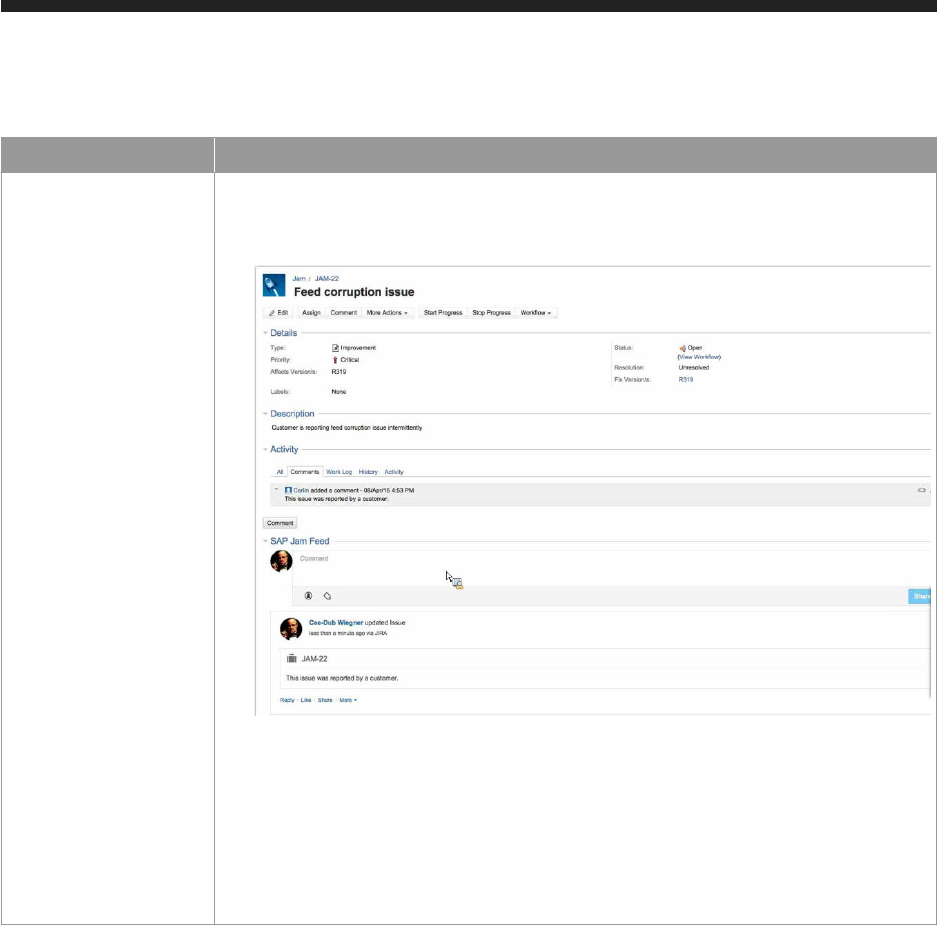 Jam / JAM-22
Feed corruption issue
Edit Assign Comment More Actions Start Progress Stop Progress Workflow
Details
Type: Improvement Status: Open
(View Workflow)
Priority: Critical Resolution: Unresolved
Affects Version/s: R319 Fix Version/s: R319
Labels: None
Description
Customer is reporting feed corruption issue intermittently
Activity
All Comments Work Log History Activity
Carlin added a comment - 08/Apr/15 4:53 PM
This issue was reported by a customer.
Comment
SAP Jam Feed
Comment
Share
Cee-Dub Wiegner updated Issue
less than a minute ago via JIRA
JAM-22
This issue was reported by a customer.
Reply · Like · Share · More